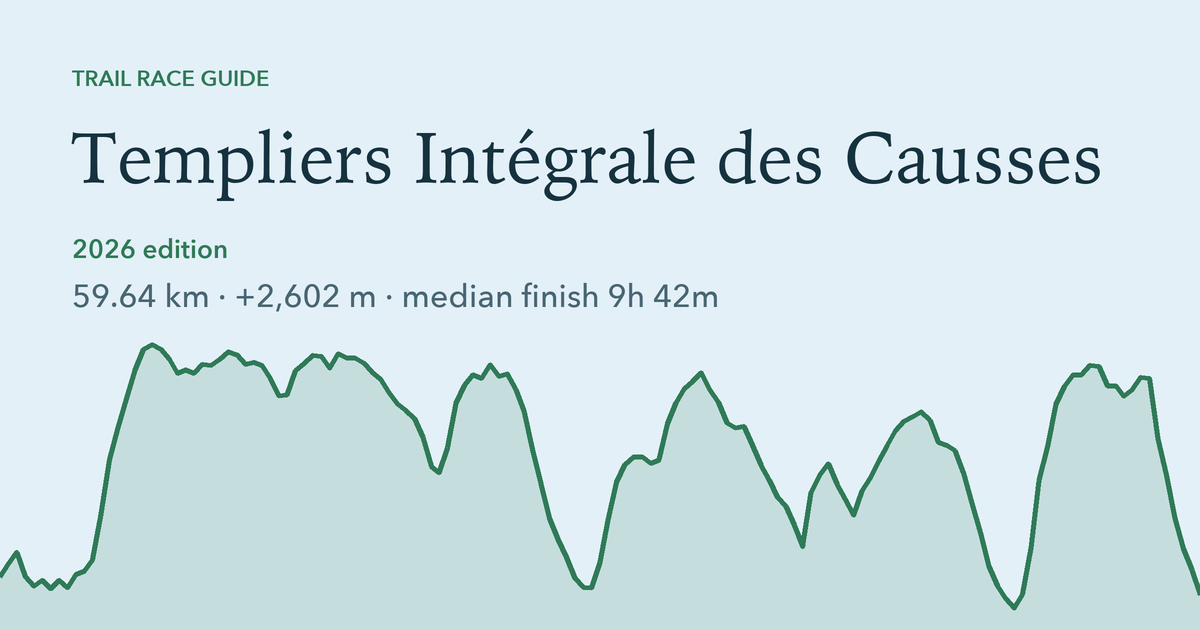 TRAIL RACE GUIDE
Templiers Intégrale des Causses
2026 edition
59.64 km · +2,602 m · median finish 9h 42m